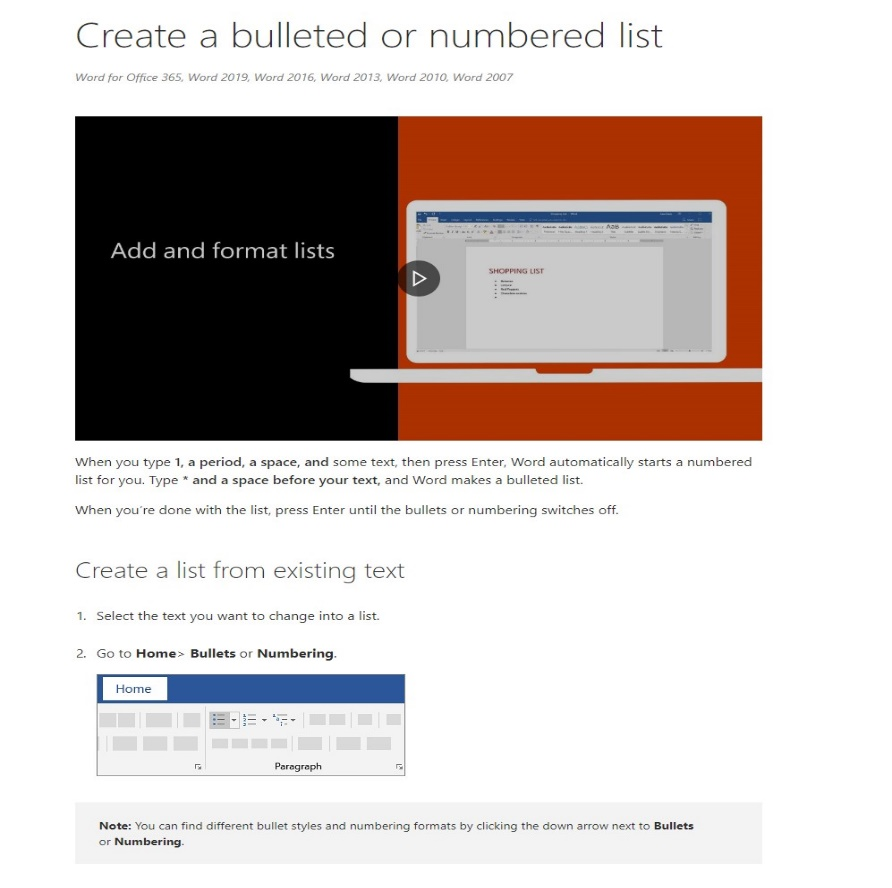 Create a bulleted or numbered list
Word for Office 365, Word 2019, Word 2016, Word 2013, Word 2010, Word 2007
Add and format lists
SHOPPING LIST
When you type 1, a period, a space, and some text, then press Enter, Word automatically starts a numbered
list for you. Type * and a space before your text, and Word makes a bulleted list.
When you're done with the list, press Enter until the bullets or numbering switches off.
Create a list from existing text
1. Select the text you want to change into a list.
2. Go to Home> Bullets or Numbering.
Home
Paragraph
Note: You can find different bullet styles and numbering formats by clicking the down arrow next to Bullets
or Numbering.